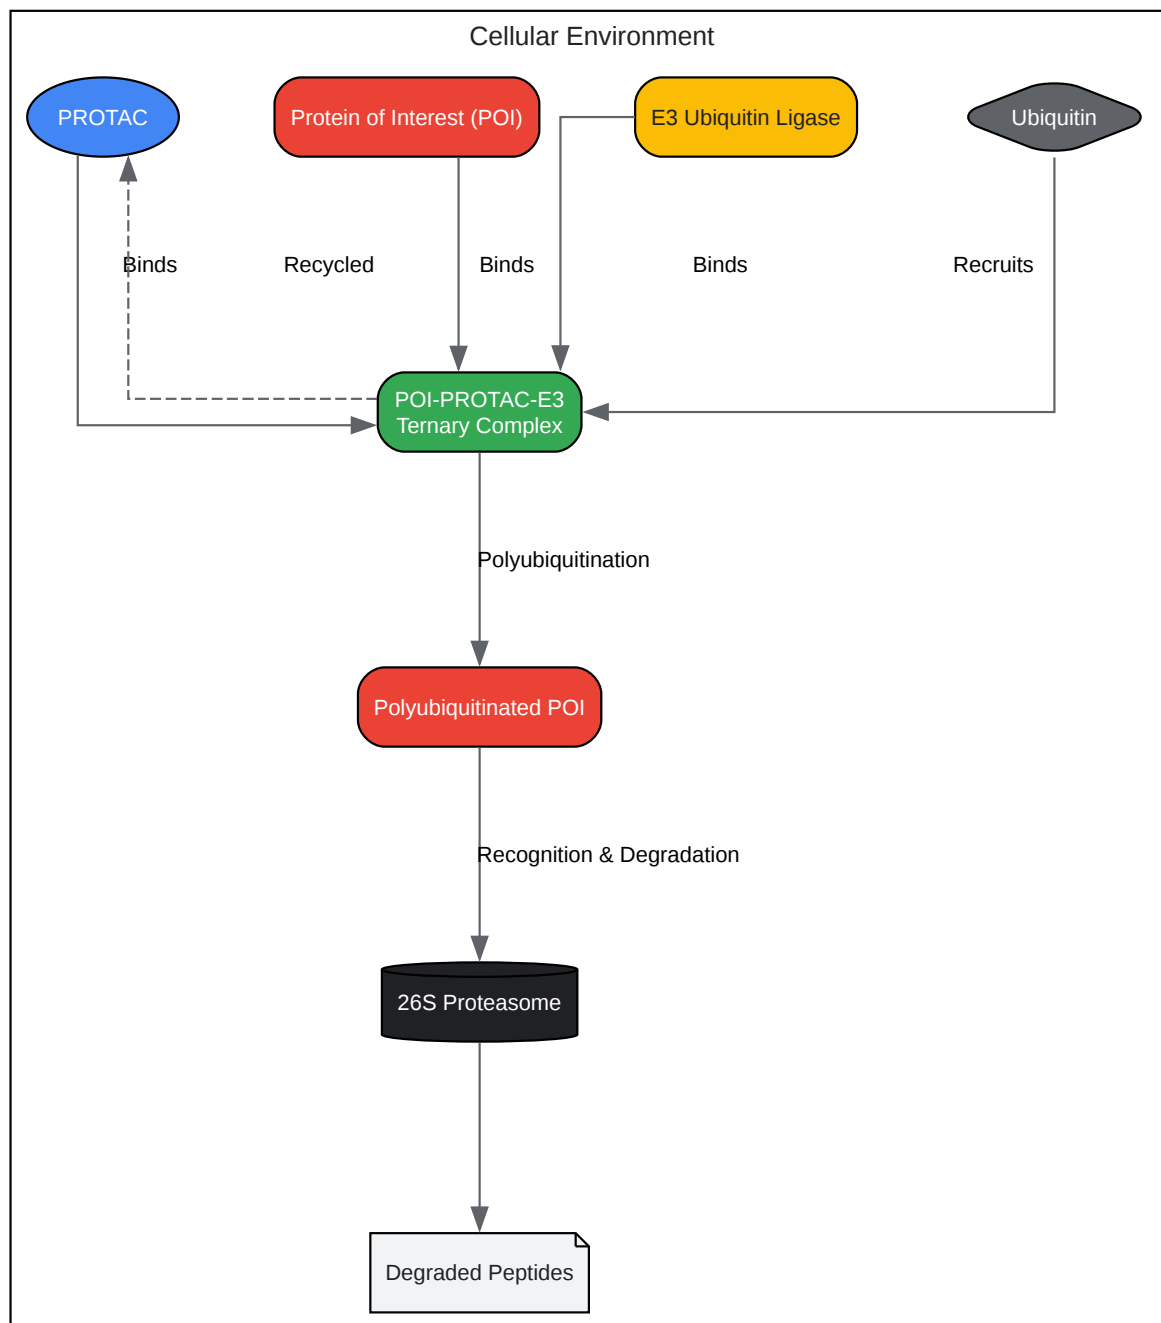 Cellular Environment
PROTAC
Protein of Interest (POI)
E3 Ubiquitin Ligase
Ubiquitin
Binds
Recycled
Binds
Binds
Recruits
POI-PROTAC-E3
Ternary Complex
Polyubiquitination
Polyubiquitinated POI
Recognition & Degradation
26S Proteasome
Degraded Peptides